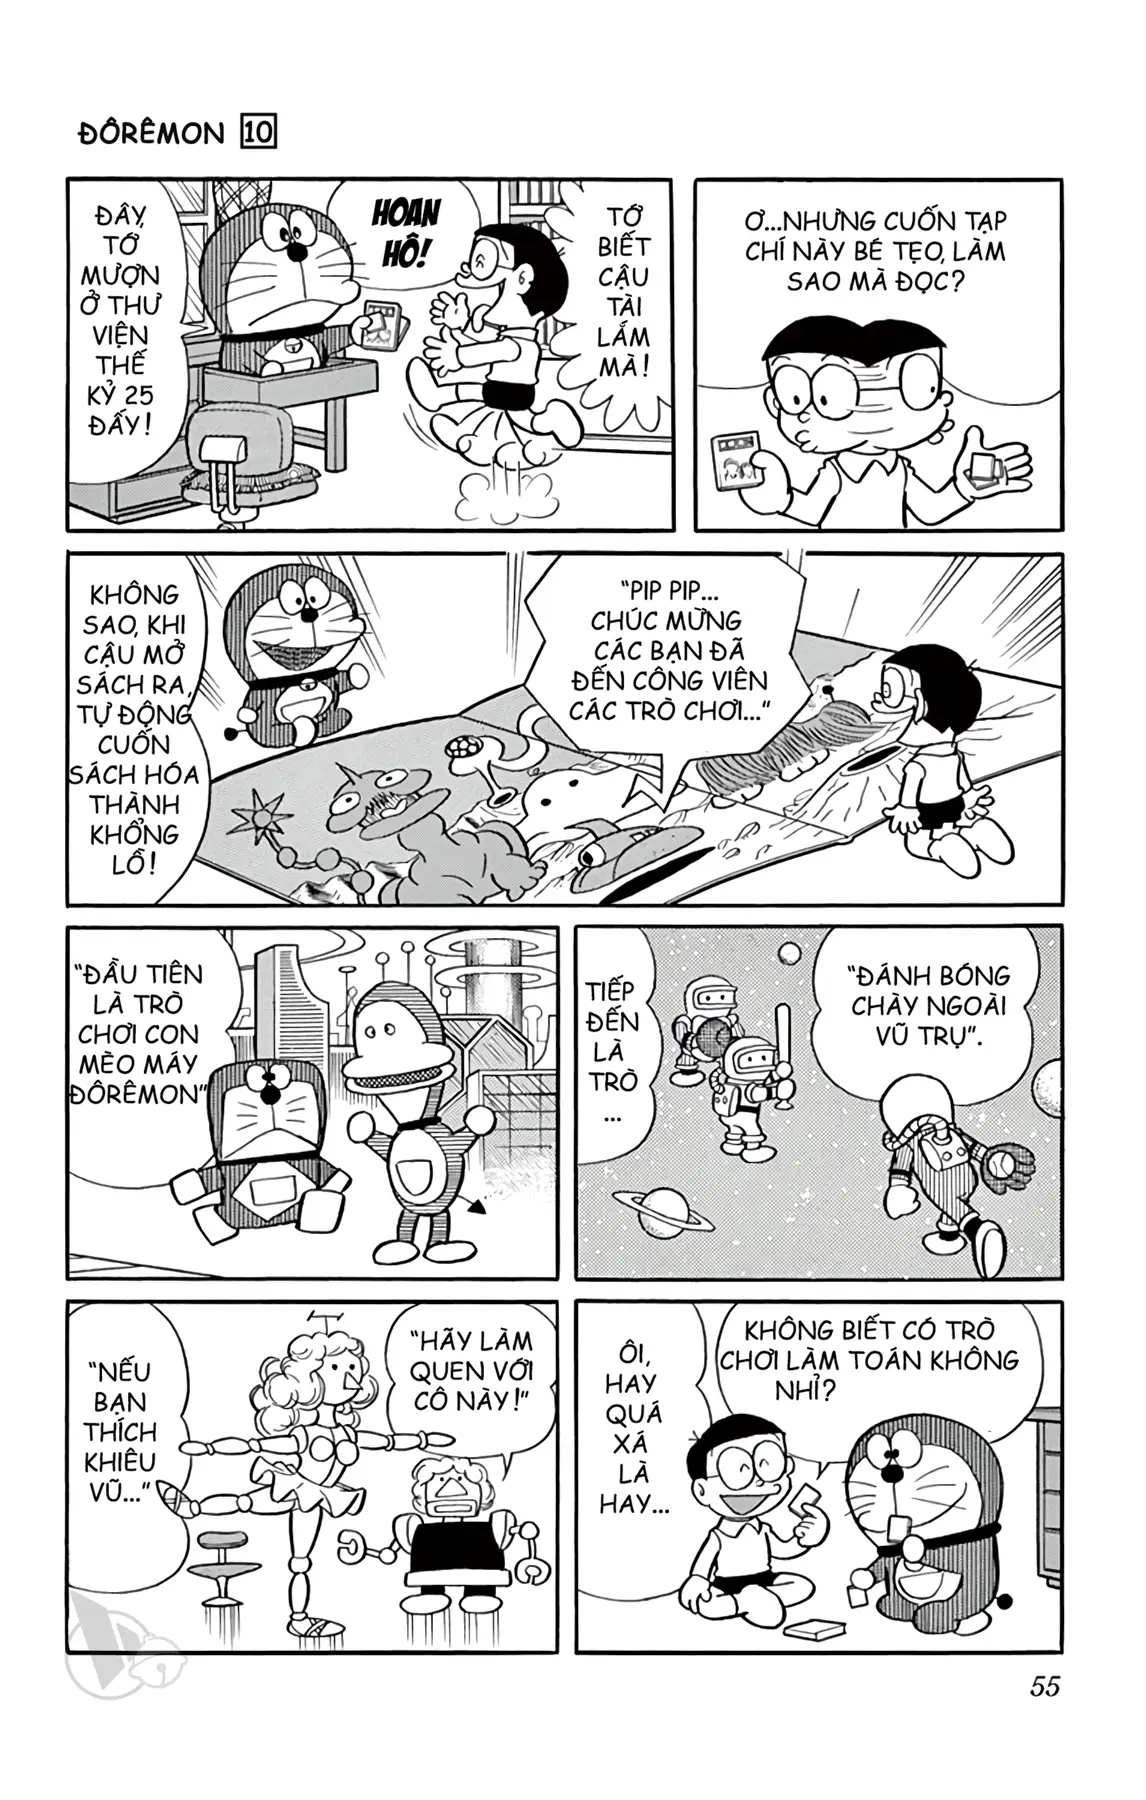 ĐÔRÊMON 10
ĐÂY,
TỚ
MƯỢN
Ở THƯ
VIỆN
THẾ
KỶ 25
ĐẤY!
HOAN
HÔ!
TỚ
BIẾT
CẬU
TÀI
LẮM
MÀ!
Ơ...NHƯNG CUỐN TẠP
CHÍ NÀY BÉ TẸO, LÀM
SAO MÀ ĐỌC?
KHÔNG
SAO, KHI
CẬU MỞ
SÁCH RA,
TỰ ĐỘNG
CUỐN
SÁCH HÓA
THÀNH
KHỔNG
LỒ!
"PIP PIP...
CHÚC MỪNG
CÁC BẠN ĐÃ
ĐẾN CÔNG VIÊN
CÁC TRÒ CHƠI..."
"ĐẦU TIÊN
LÀ TRÒ
CHƠI CON
MÈO MÁY
ĐÔRÊMON"
TIẾP
ĐẾN
LÀ
TRÒ
...
"ĐÁNH BÓNG
CHÀY NGOÀI
VŨ TRỤ".
"NẾU
BẠN
THÍCH
KHIÊU
VŨ..."
"HÃY LÀM
QUEN VỚI
CÔ NÀY!"
ÔI,
HAY
QUÁ
XÁ
LÀ
HAY...
KHÔNG BIẾT CÓ TRÒ
CHƠI LÀM TOÁN KHÔNG
NHỈ?
55